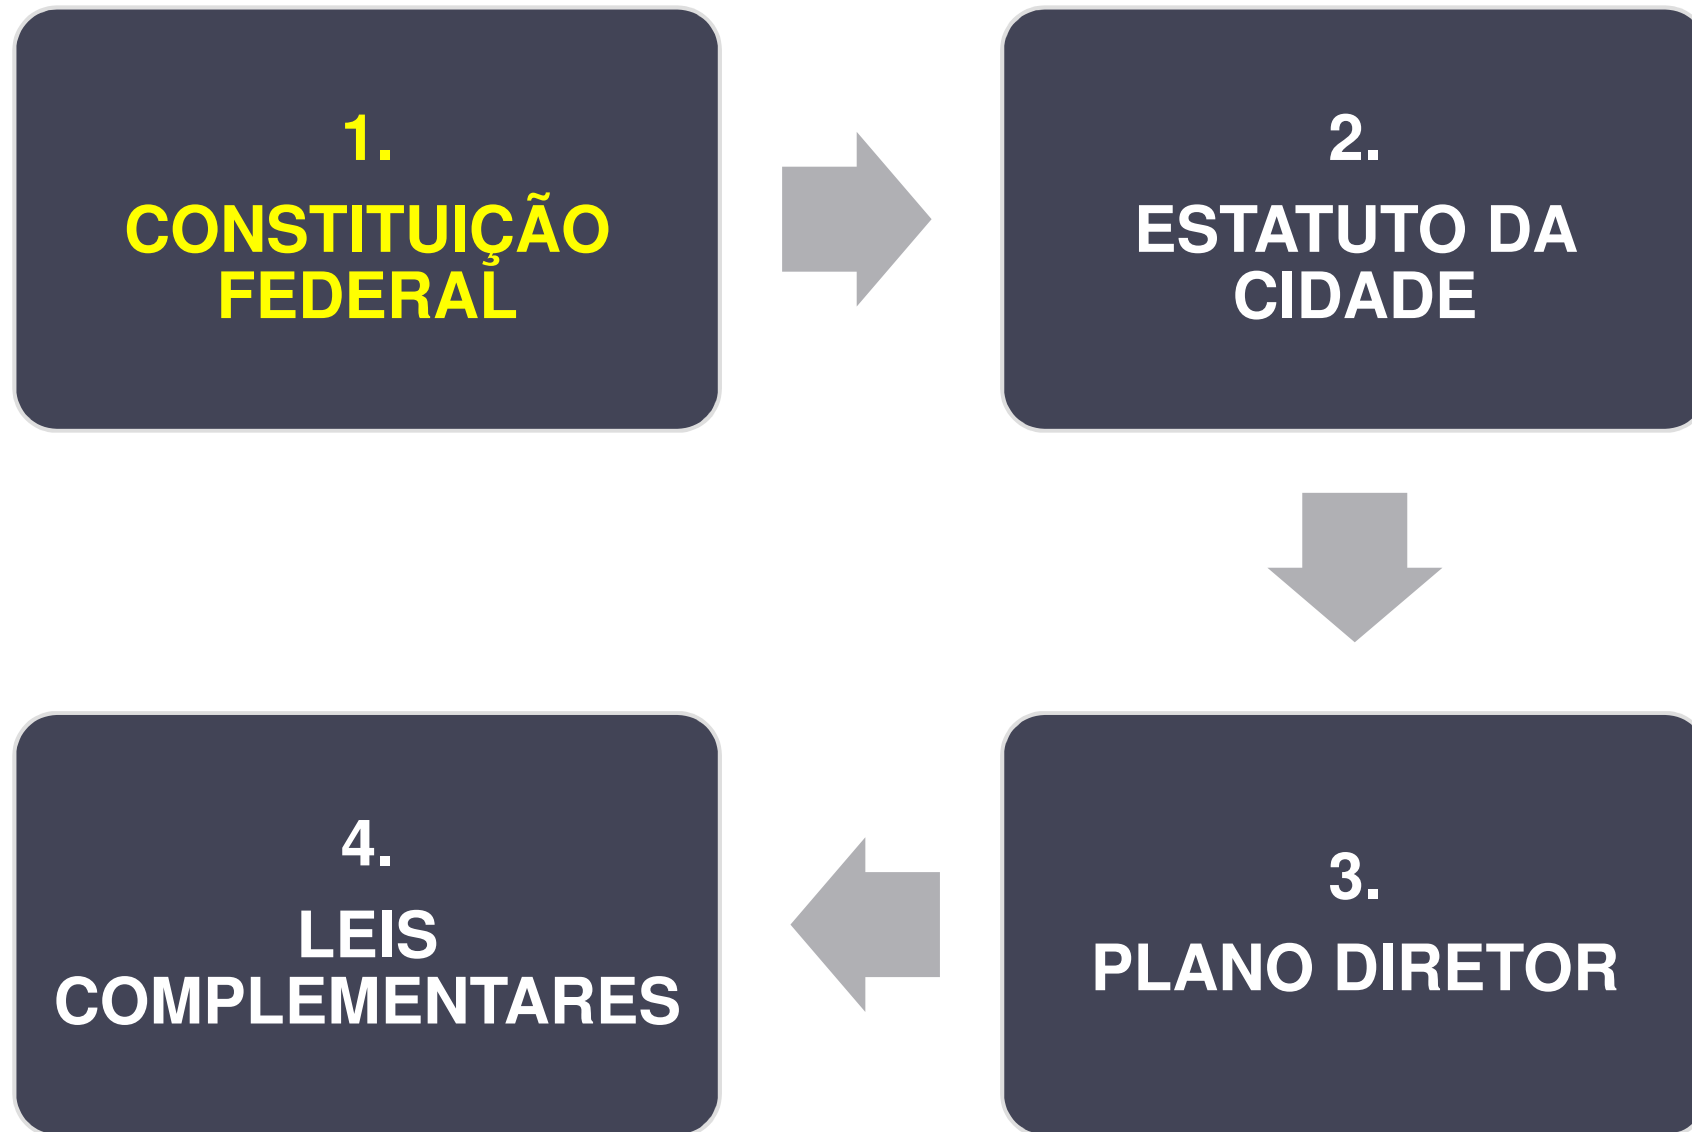 1.
CONSTITUIÇÃO
FEDERAL
2.
ESTATUTO DA
CIDADE
3.
PLANO DIRETOR
4.
LEIS
COMPLEMENTARES